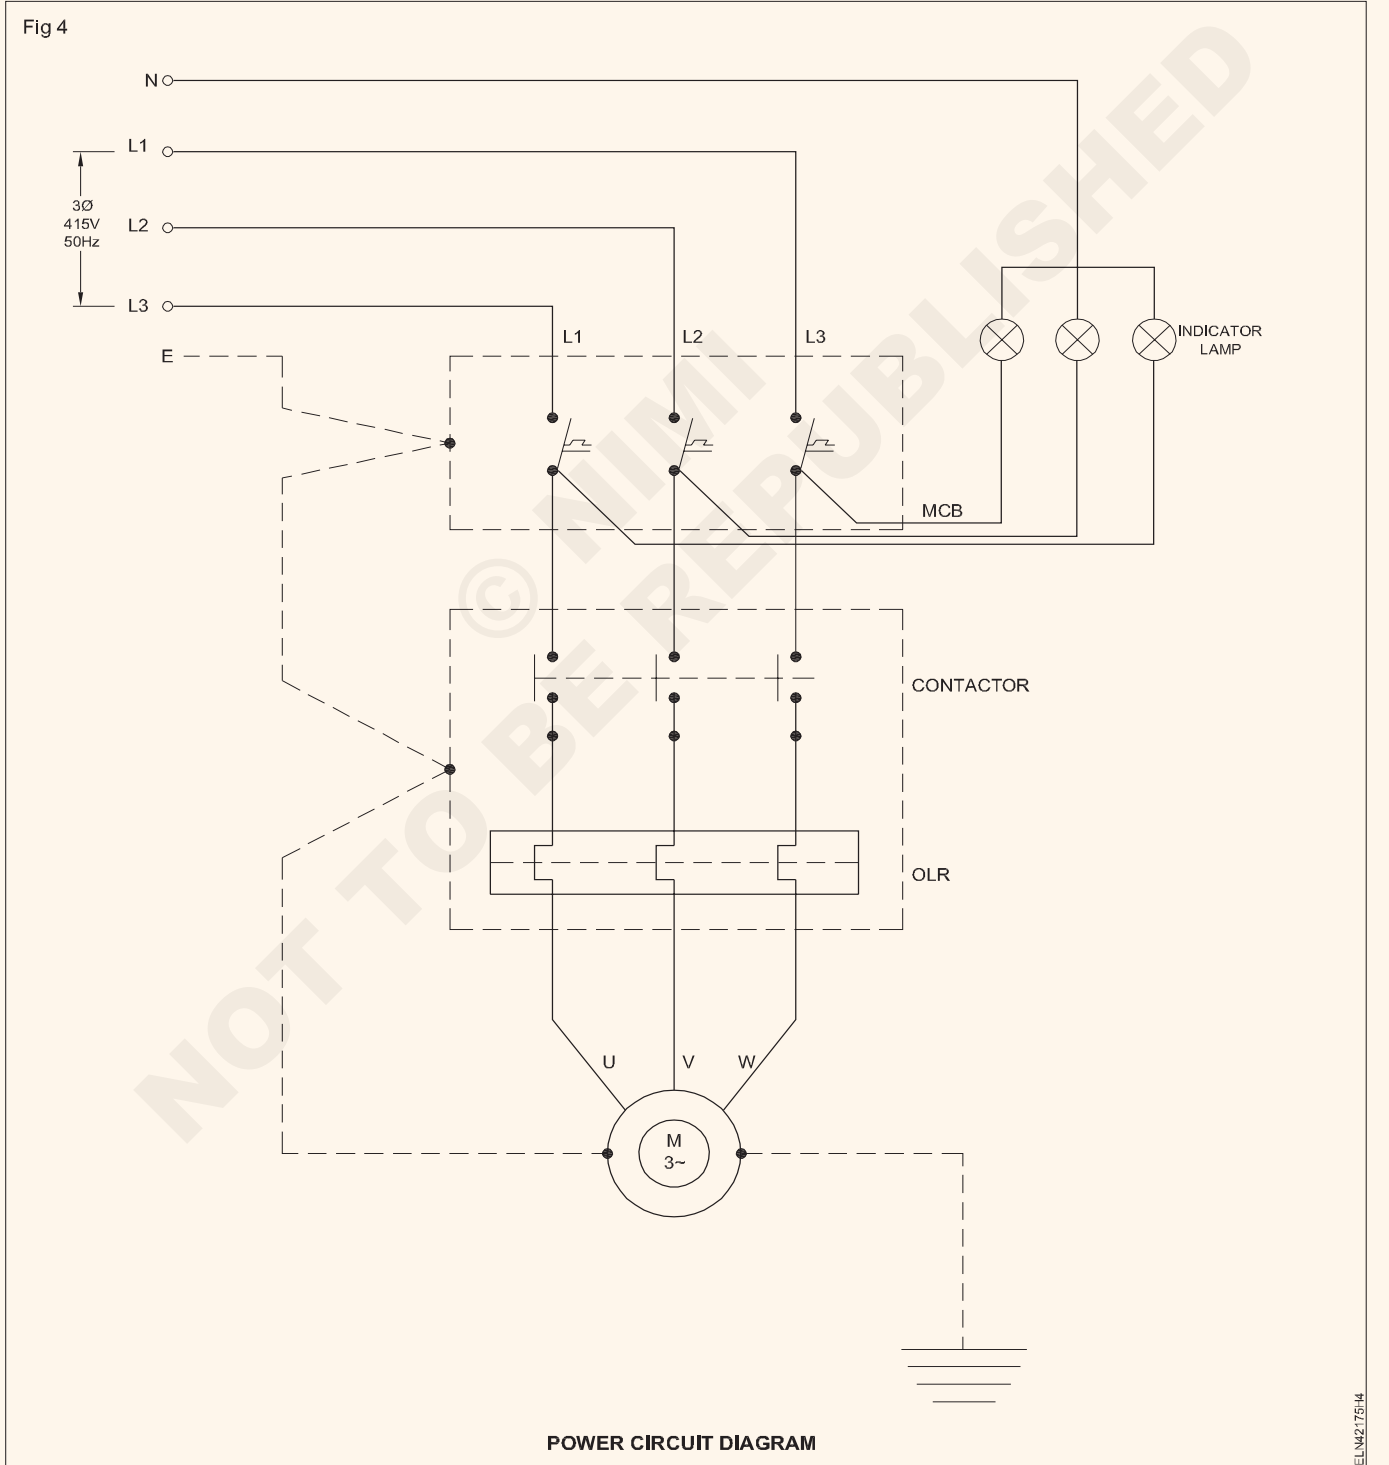 Fig 4
N
L1
3Ø
415V
50Hz
L2
L3
E
L1 L2 L3
INDICATOR
LAMP
MCB
CONTACTOR
OLR
U V W
M
3~
POWER CIRCUIT DIAGRAM
ELN42175H4
© NIMI
NOT TO BE REPUBLISHED